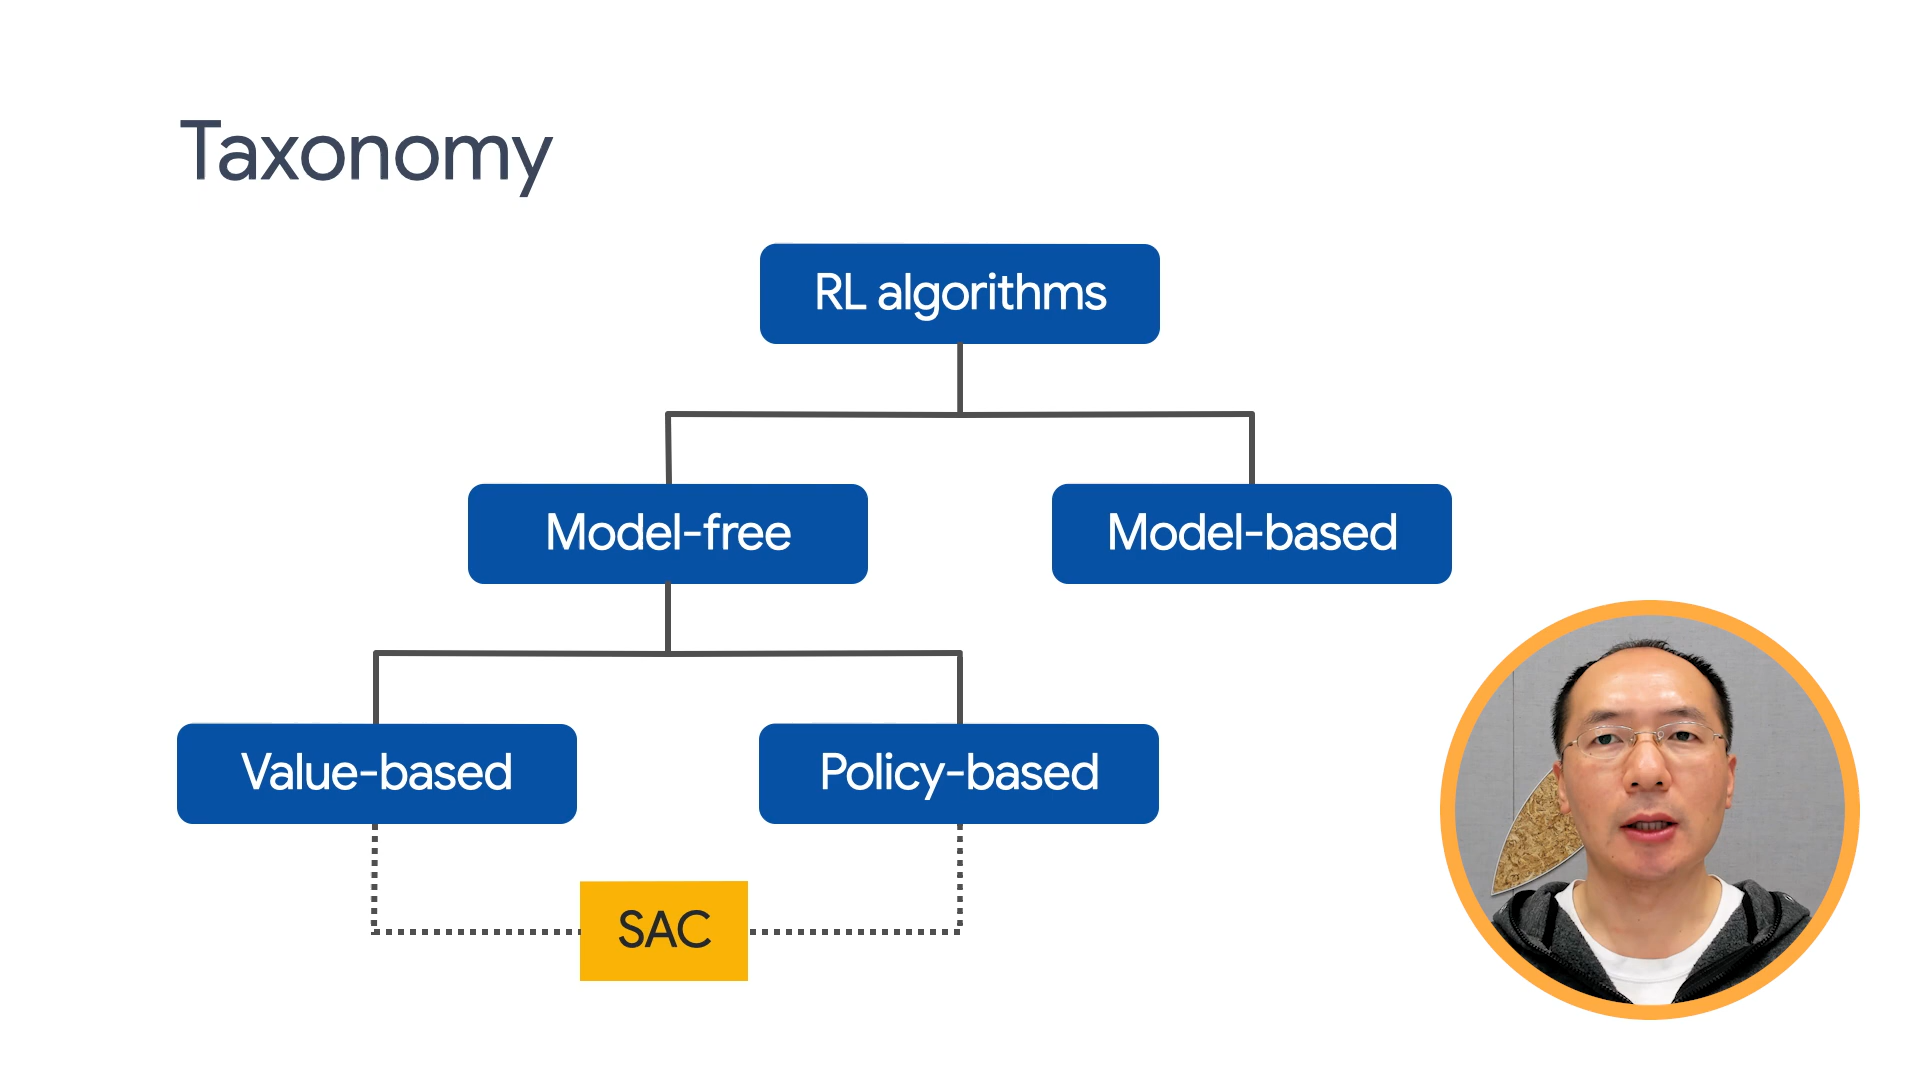 Taxonomy
RL algorithms
Model-free
Model-based
Value-based
Policy-based
SAC